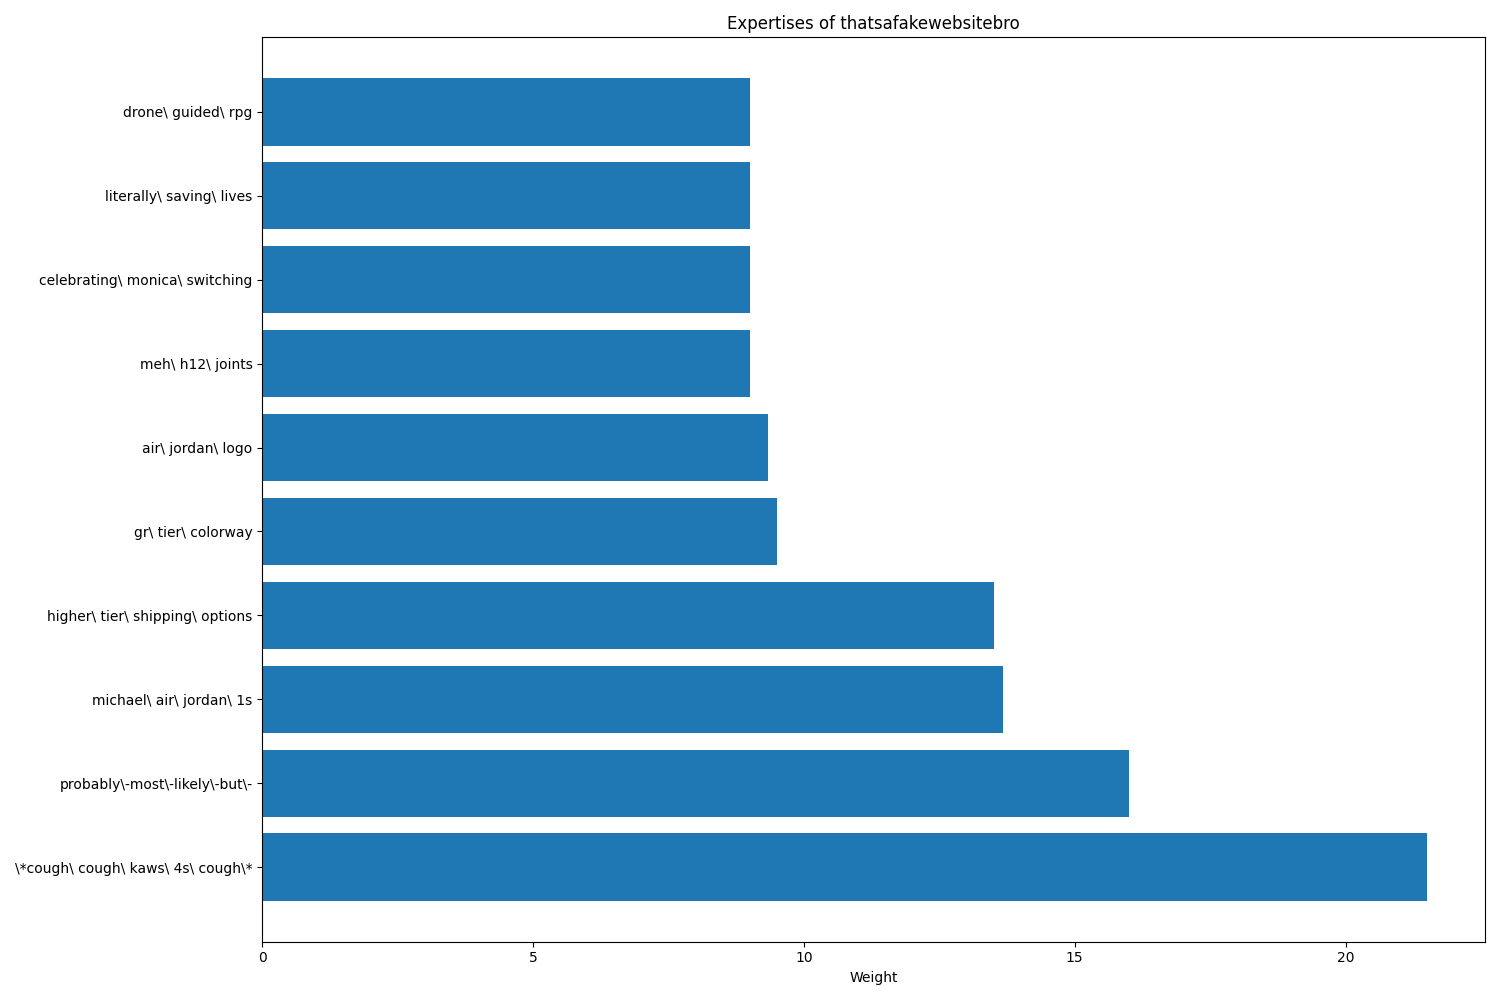 Expertises of thatsafakewebsitebro
drone\ guided\ rpg
literally\ saving\ lives
celebrating\ monica\ switching
meh\ h12\ joints
air\ jordan\ logo
gr\ tier\ colorway
higher\ tier\ shipping\ options
michael\ air\ jordan\ 1s
probably\-most\-likely\-but\-
\*cough\ cough\ kaws\ 4s\ cough\*
0 5 10 15 20
Weight